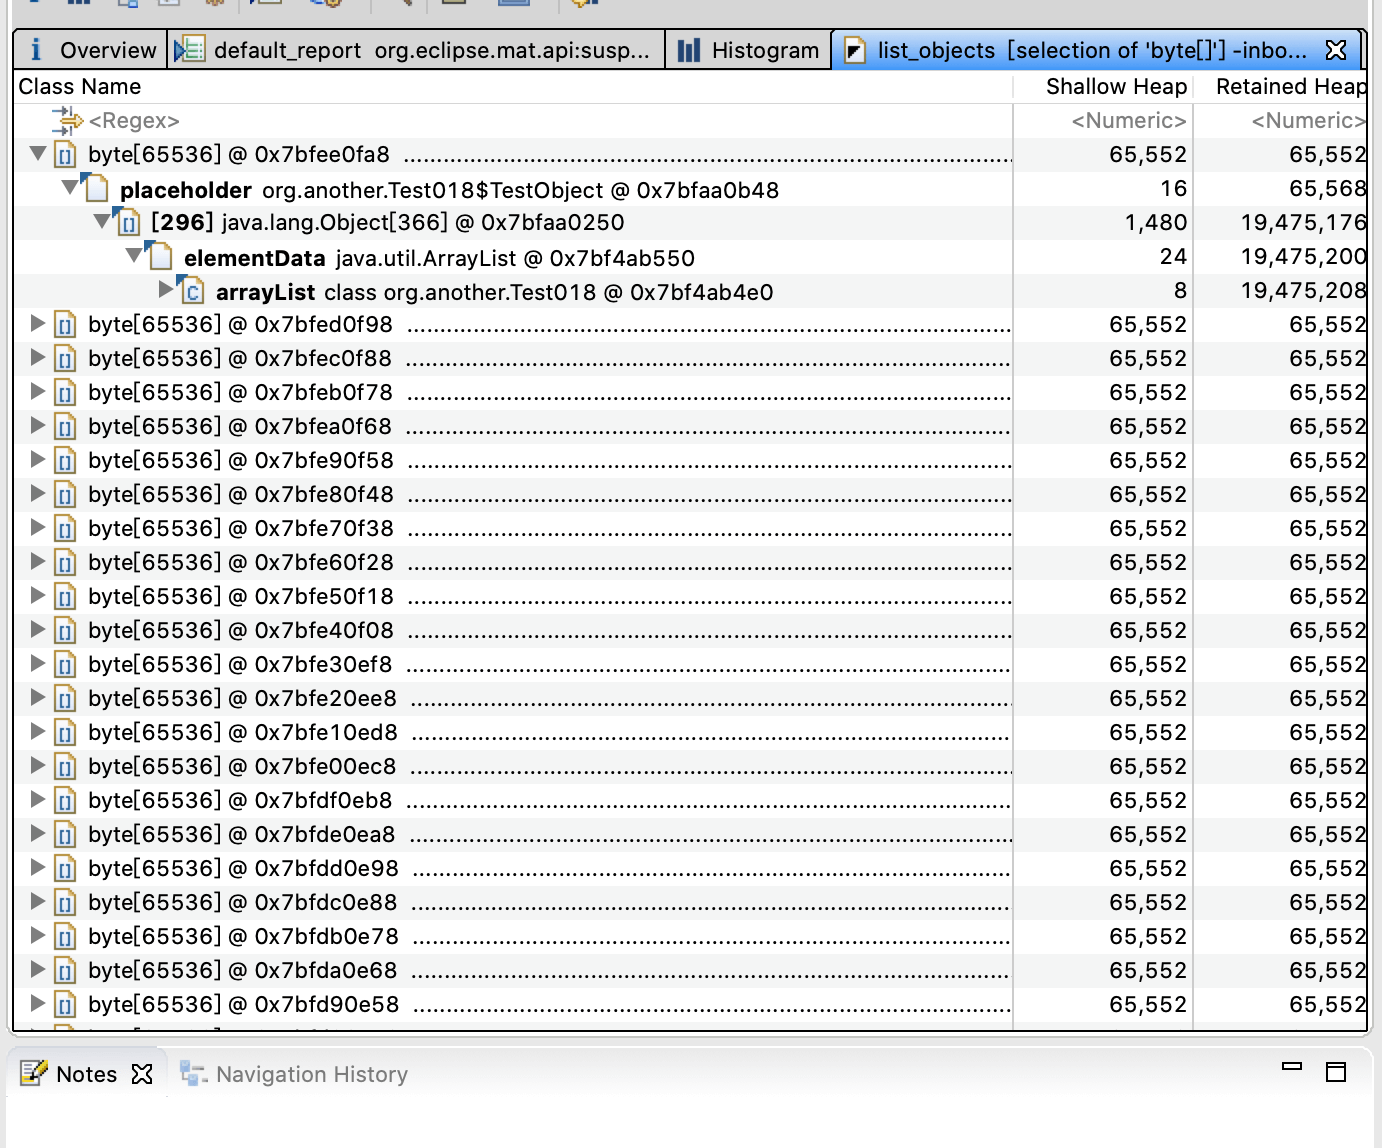 Overview default_report org.eclipse.mat.api:susp... Histogram list_objects [selection of 'byte[]'] -inbo...
Class Name Shallow Heap Retained Heap
<Regex> <Numeric> <Numeric>
byte[65536] @ 0x7bfee0fa8 65,552 65,552
placeholder org.another.Test018$TestObject @ 0x7bfaa0b48 16 65,568
[296] java.lang.Object[366] @ 0x7bfaa0250 1,480 19,475,176
elementData java.util.ArrayList @ 0x7bf4ab550 24 19,475,200
arrayList class org.another.Test018 @ 0x7bf4ab4e0 8 19,475,208
byte[65536] @ 0x7bfed0f98 65,552 65,552
byte[65536] @ 0x7bfec0f88 65,552 65,552
byte[65536] @ 0x7bfeb0f78 65,552 65,552
byte[65536] @ 0x7bfea0f68 65,552 65,552
byte[65536] @ 0x7bfe90f58 65,552 65,552
byte[65536] @ 0x7bfe80f48 65,552 65,552
byte[65536] @ 0x7bfe70f38 65,552 65,552
byte[65536] @ 0x7bfe60f28 65,552 65,552
byte[65536] @ 0x7bfe50f18 65,552 65,552
byte[65536] @ 0x7bfe40f08 65,552 65,552
byte[65536] @ 0x7bfe30ef8 65,552 65,552
byte[65536] @ 0x7bfe20ee8 65,552 65,552
byte[65536] @ 0x7bfe10ed8 65,552 65,552
byte[65536] @ 0x7bfe00ec8 65,552 65,552
byte[65536] @ 0x7bfdf0eb8 65,552 65,552
byte[65536] @ 0x7bfde0ea8 65,552 65,552
byte[65536] @ 0x7bfdd0e98 65,552 65,552
byte[65536] @ 0x7bfdc0e88 65,552 65,552
byte[65536] @ 0x7bfdb0e78 65,552 65,552
byte[65536] @ 0x7bfda0e68 65,552 65,552
byte[65536] @ 0x7bfd90e58 65,552 65,552
Notes Navigation History